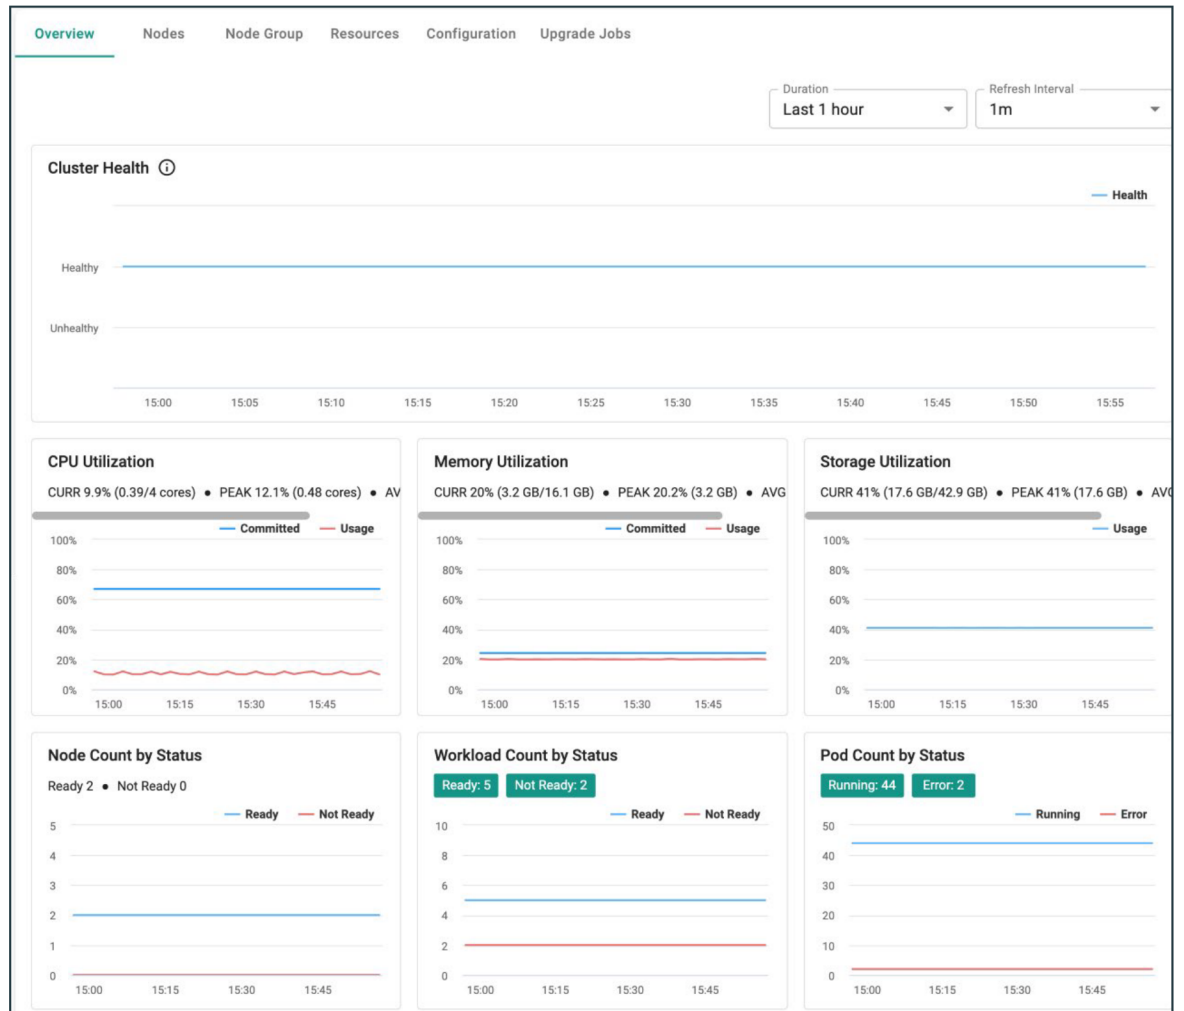 Overview Nodes Node Group Resources Configuration Upgrade Jobs
Duration Refresh Interval
Last 1 hour 1m
Cluster Health
Health
Healthy
Unhealthy
15:00 15:05 15:10 15:15 15:20 15:25 15:30 15:35 15:40 15:45 15:50 15:55
CPU Utilization
CURR 9.9% (0.39/4 cores) ● PEAK 12.1% (0.48 cores) ● AV
Committed Usage
100%
80%
60%
40%
20%
0%
15:00 15:15 15:30 15:45
Memory Utilization
CURR 20% (3.2 GB/16.1 GB) ● PEAK 20.2% (3.2 GB) ● AVG
Committed Usage
100%
80%
60%
40%
20%
0%
15:00 15:15 15:30 15:45
Storage Utilization
CURR 41% (17.6 GB/42.9 GB) ● PEAK 41% (17.6 GB) ● AVG
Usage
100%
80%
60%
40%
20%
0%
15:00 15:15 15:30 15:45
Node Count by Status
Ready 2 ● Not Ready 0
Ready Not Ready
5
4
3
2
1
0
15:00 15:15 15:30 15:45
Workload Count by Status
Ready: 5 Not Ready: 2
Ready Not Ready
10
8
6
4
2
0
15:00 15:15 15:30 15:45
Pod Count by Status
Running: 44 Error: 2
Running Error
50
40
30
20
10
0
15:00 15:15 15:30 15:45